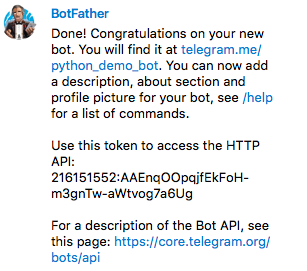 BotFather
Done! Congratulations on your new
bot. You will find it at telegram.me/
python_demo_bot. You can now add
a description, about section and
profile picture for your bot, see /help
for a list of commands.
Use this token to access the HTTP
API:
216151552:AAEnqOOpqjfEkFoH-
m3gnTw-aWtvog7a6Ug
For a description of the Bot API, see
this page: https://core.telegram.org/
bots/api